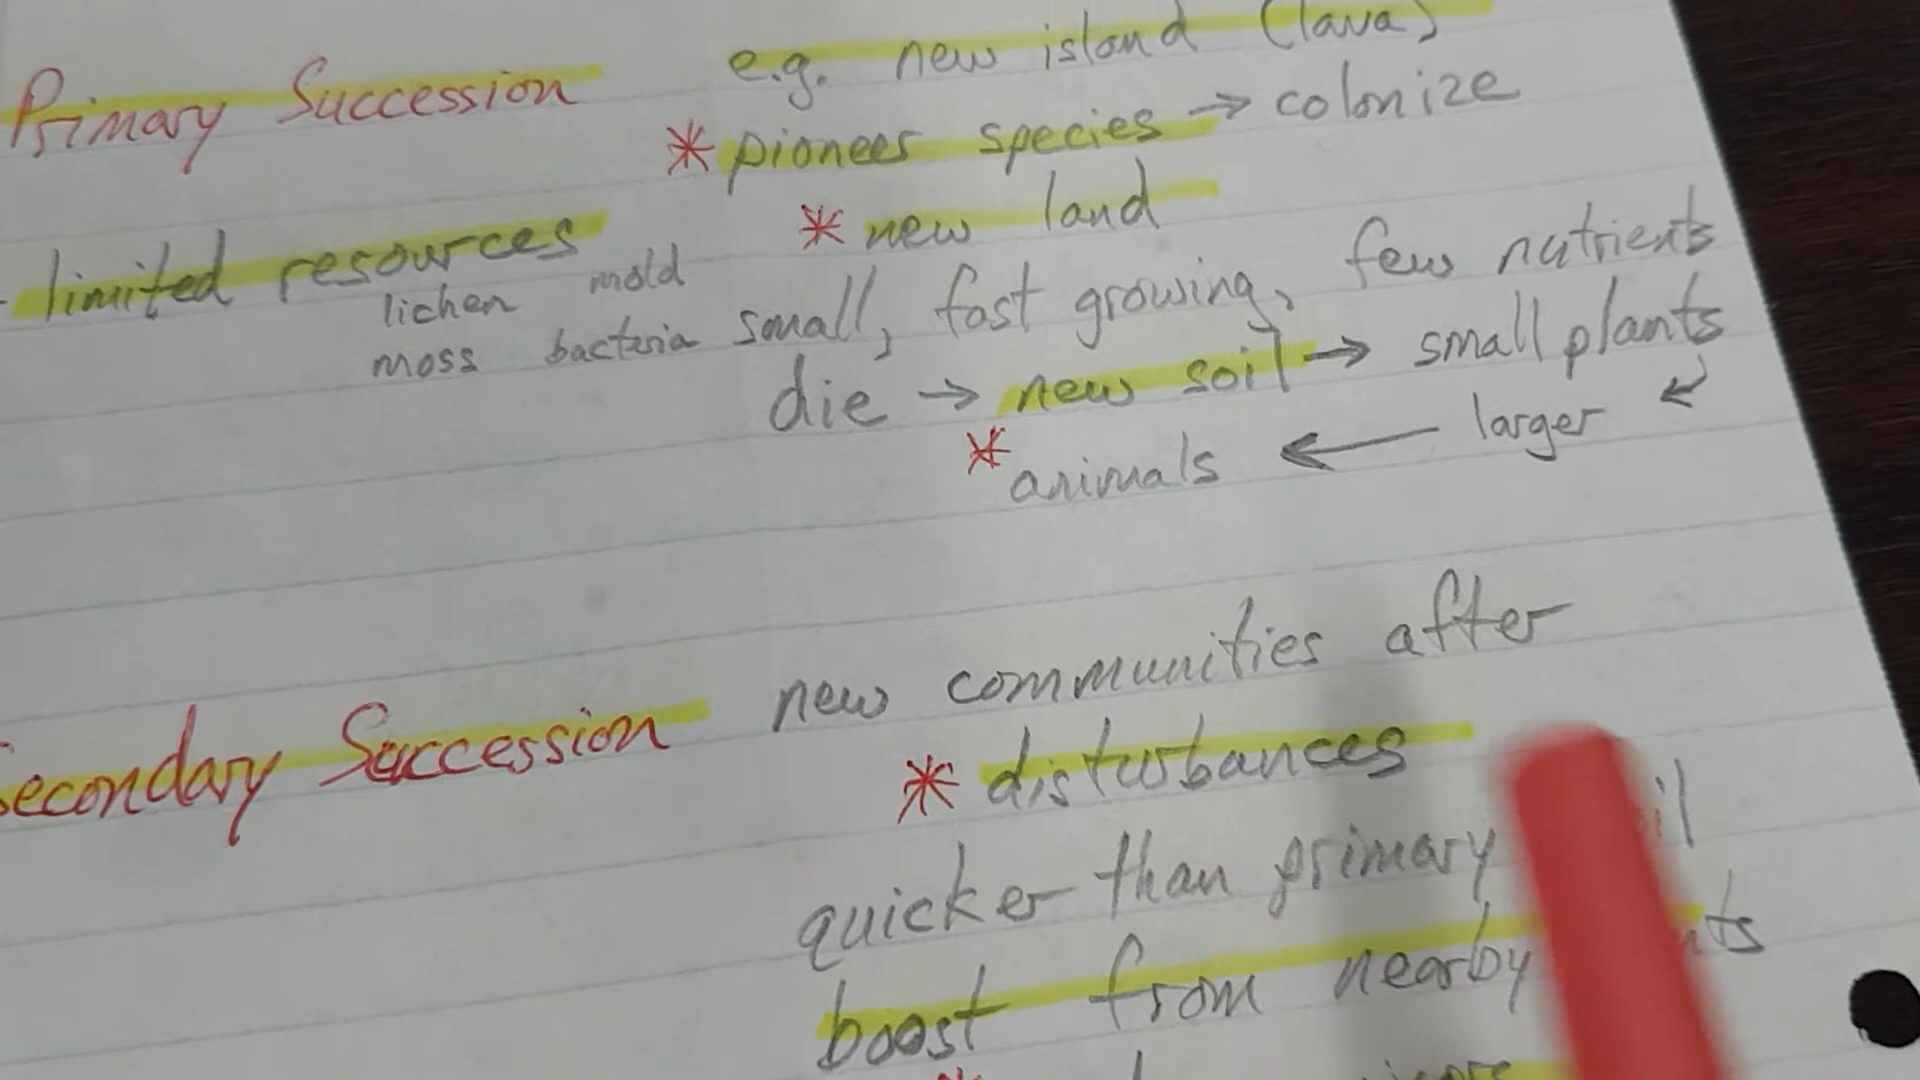 e.g. new island (lava)
Primary Succession
* pioneer species → colonize
* new land
- limited resources
lichen mold
moss bacteria
small, fast growing, few nutrients
die → new soil → small plants
* animals ← larger ↙
new communities after
Secondary Succession
* disturbances
quicker than primary
boost from nearby